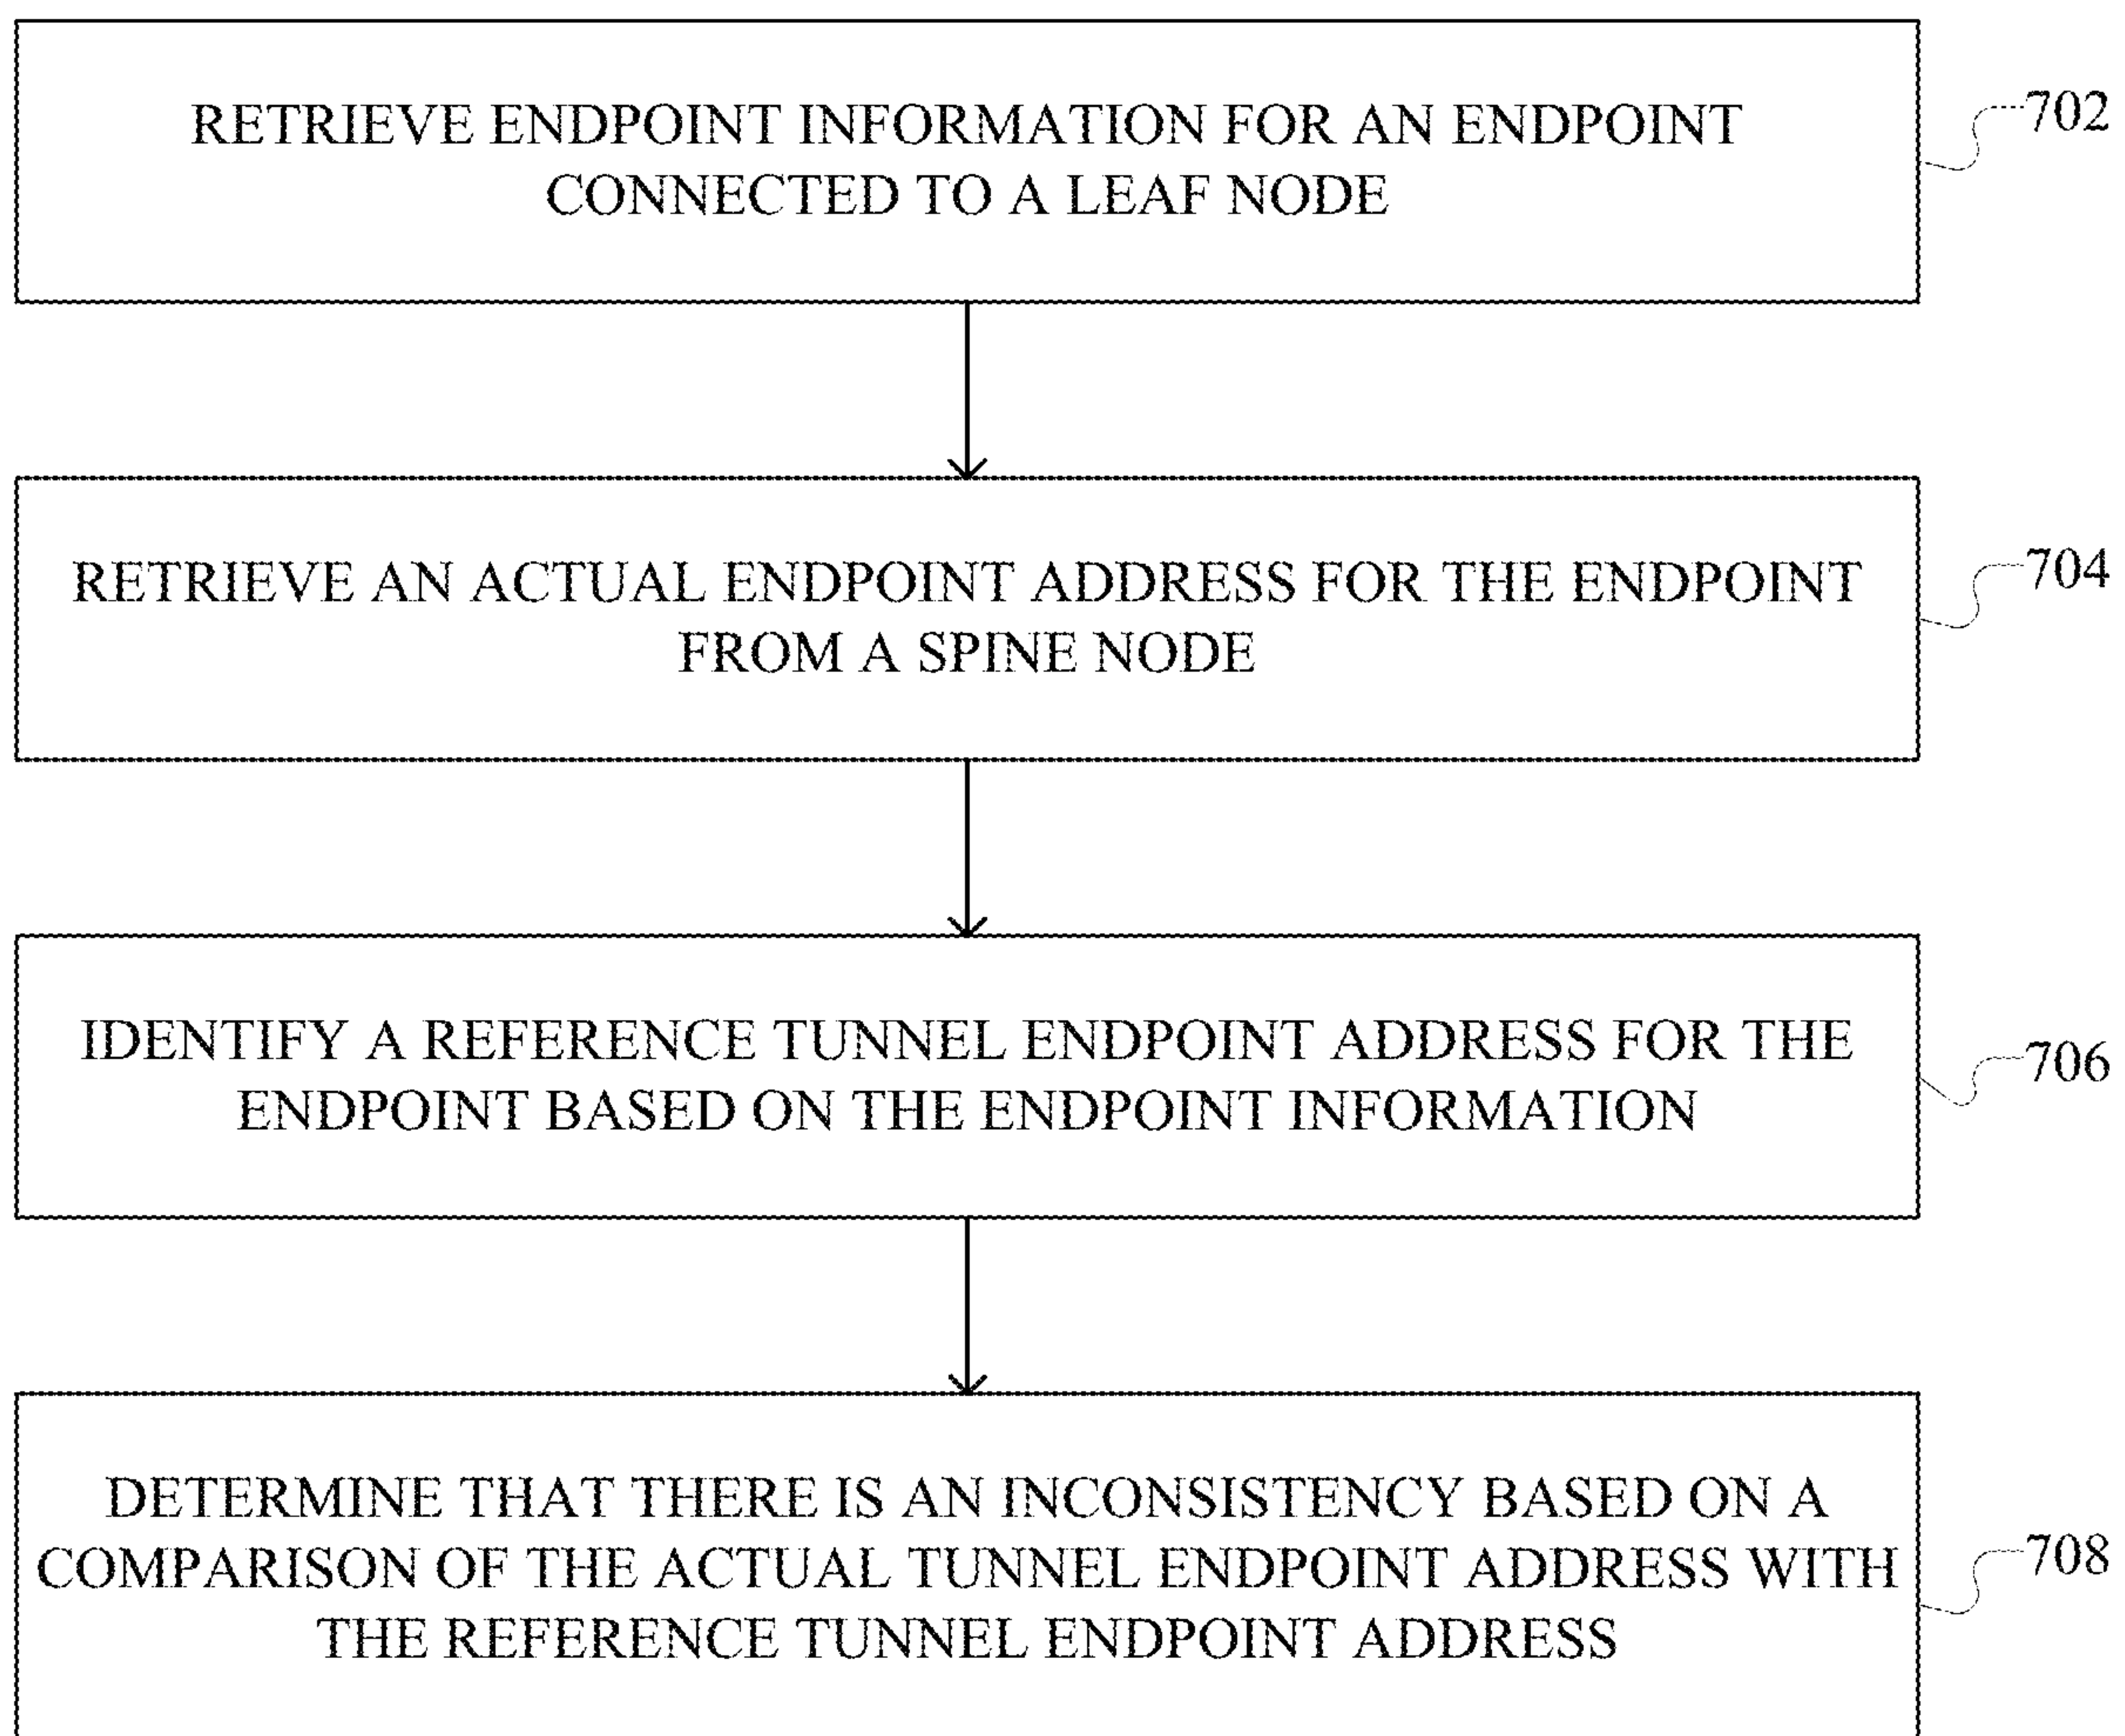 RETRIEVE ENDPOINT INFORMATION FOR AN ENDPOINT
CONNECTED TO A LEAF NODE
702
RETRIEVE AN ACTUAL ENDPOINT ADDRESS FOR THE ENDPOINT
FROM A SPINE NODE
704
IDENTIFY A REFERENCE TUNNEL ENDPOINT ADDRESS FOR THE
ENDPOINT BASED ON THE ENDPOINT INFORMATION
706
DETERMINE THAT THERE IS AN INCONSISTENCY BASED ON A
COMPARISON OF THE ACTUAL TUNNEL ENDPOINT ADDRESS WITH
THE REFERENCE TUNNEL ENDPOINT ADDRESS
708